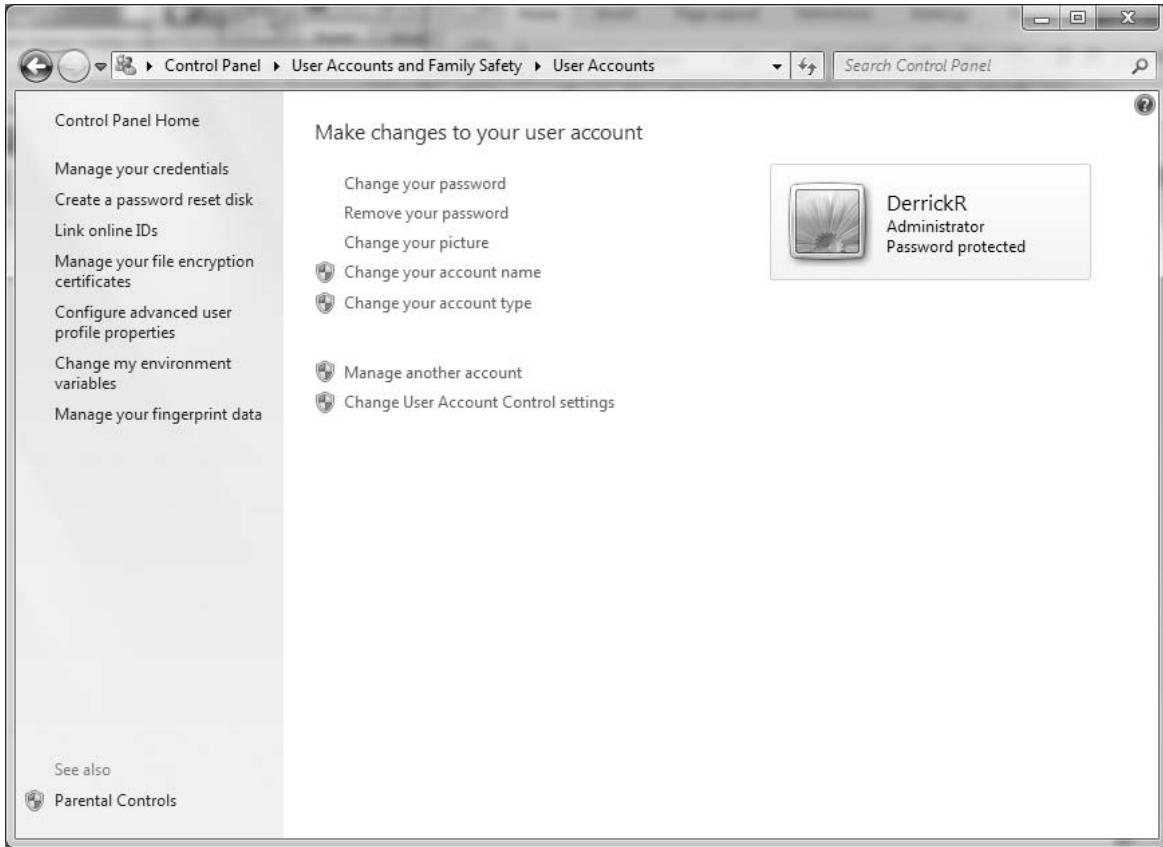 Control Panel User Accounts and Family Safety User Accounts
Search Control Panel
Control Panel Home
Manage your credentials
Create a password reset disk
Link online IDs
Manage your file encryption
certificates
Configure advanced user
profile properties
Change my environment
variables
Manage your fingerprint data
See also
Parental Controls
Make changes to your user account
Change your password
Remove your password
Change your picture
Change your account name
Change your account type
Manage another account
Change User Account Control settings
DerrickR
Administrator
Password protected